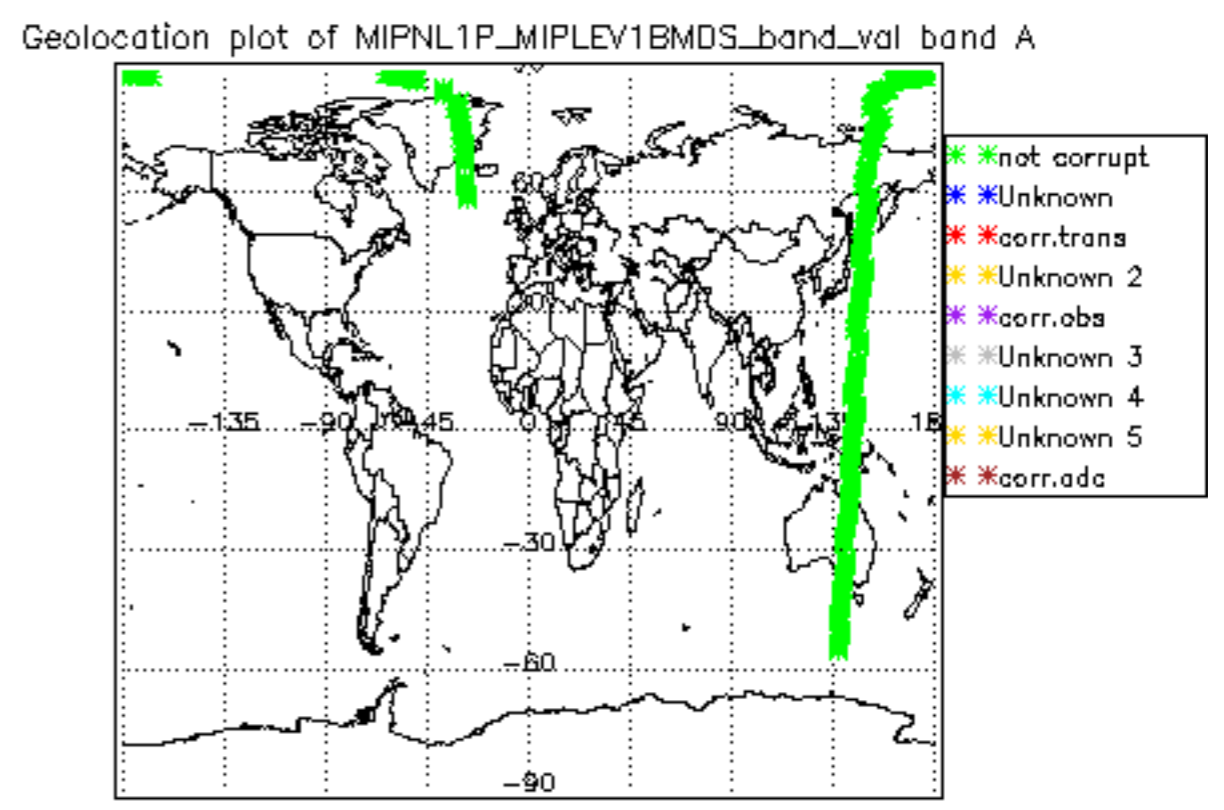 Geolocation plot of MIPNL1P_MIPLEV1BMDS_band_val band A
not corrupt
Unknown
corr.trans
Unknown 2
corr.obs
Unknown 3
Unknown 4
Unknown 5
corr.adc
60
-135 -90 -45 0 45 90 135
-30
-60
-90